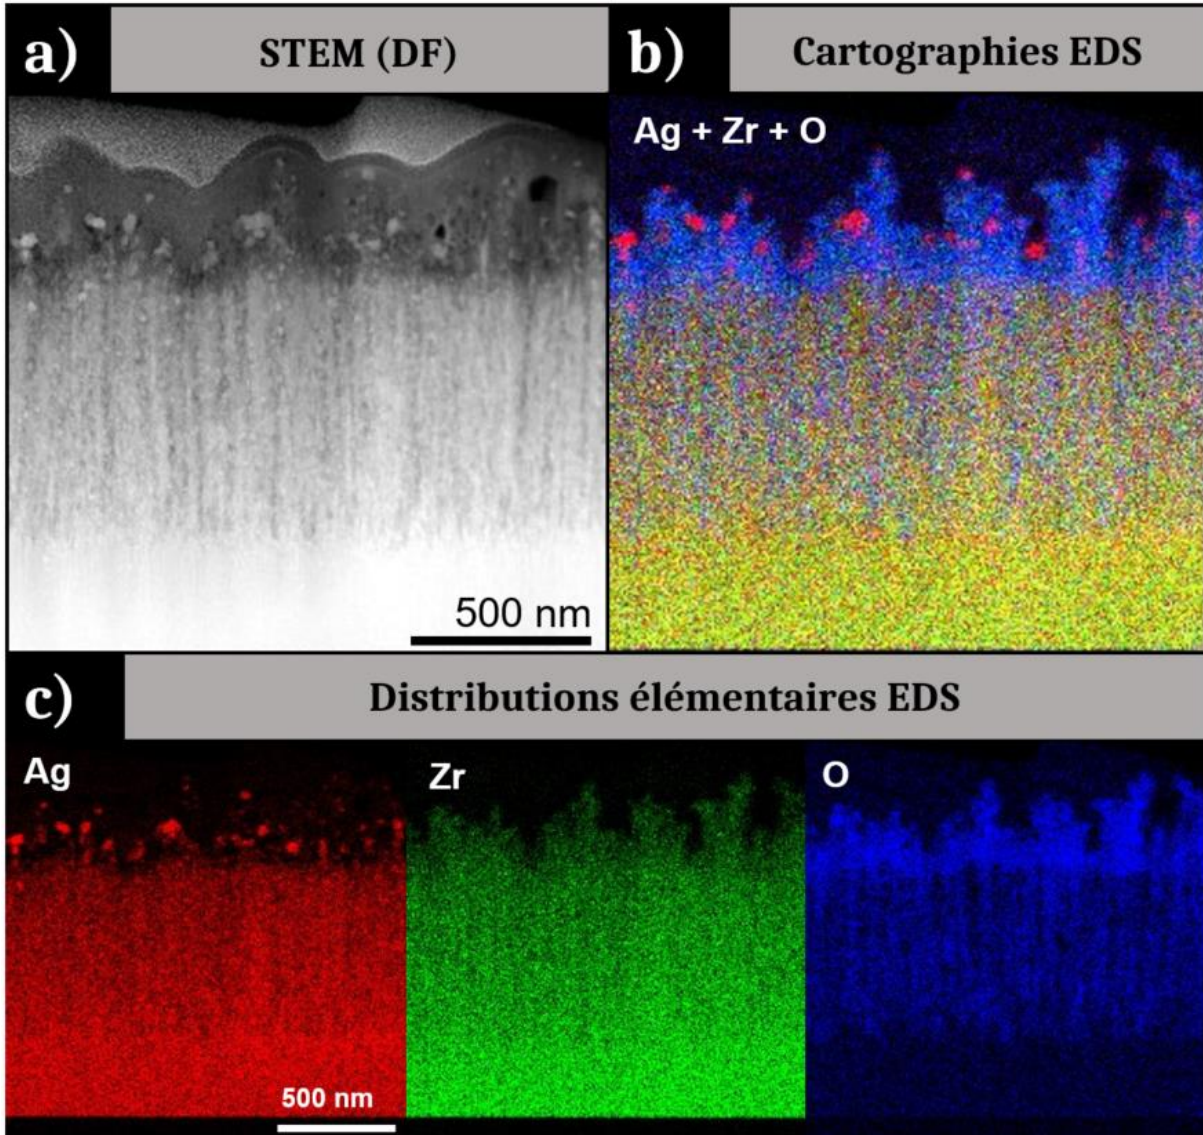 a) STEM (DF)
b) Cartographies EDS
Ag + Zr + O
500 nm
c) Distributions élémentaires EDS
Ag
Zr
O
500 nm